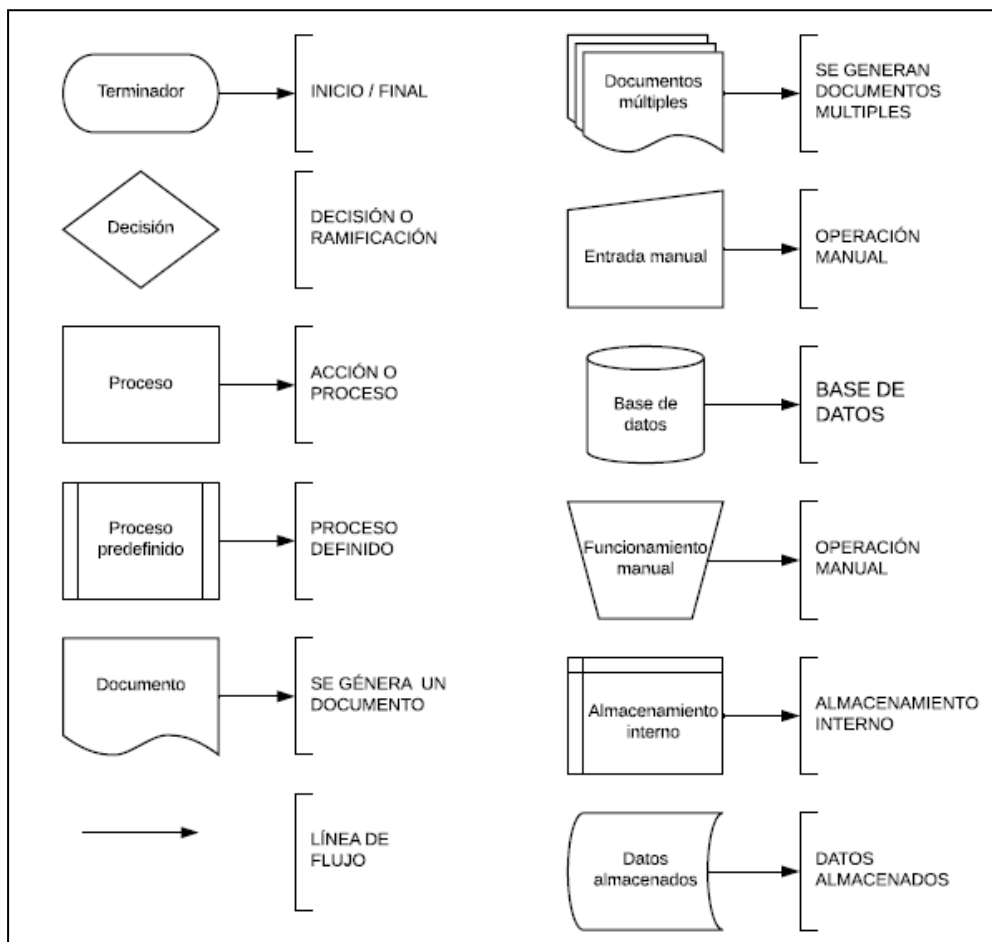 Terminador
INICIO / FINAL
Decisión
DECISIÓN O
RAMIFICACIÓN
Proceso
ACCIÓN O
PROCESO
Proceso
predefinido
PROCESO
DEFINIDO
Documento
SE GÉNERA UN
DOCUMENTO
LÍNEA DE
FLUJO
Documentos
múltiples
SE GENERAN
DOCUMENTOS
MULTIPLES
Entrada manual
OPERACIÓN
MANUAL
Base de
datos
BASE DE
DATOS
Funcionamiento
manual
OPERACIÓN
MANUAL
Almacenamiento
interno
ALMACENAMIENTO
INTERNO
Datos
almacenados
DATOS
ALMACENADOS